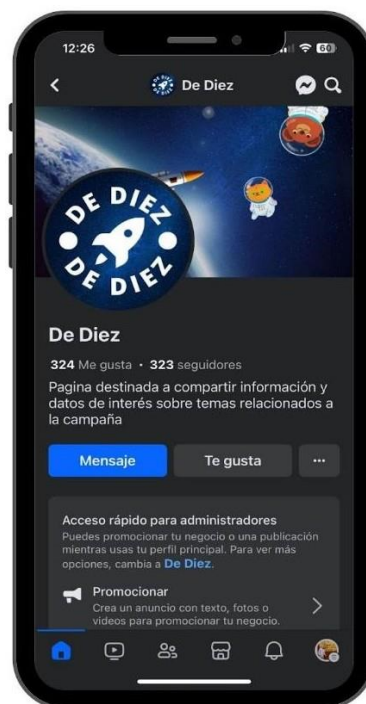 12:26
60
De Diez
DE DIEZ
DE DIEZ
De Diez
324 Me gusta • 323 seguidores
Pagina destinada a compartir información y
datos de interés sobre temas relacionados a
la campaña
Mensaje
Te gusta
...
Acceso rápido para administradores
Puedes promocionar tu negocio o una publicación
mientras usas tu perfil principal. Para ver más
opciones, cambia a De Diez.
Promocionar
Crea un anuncio con texto, fotos o
videos para promocionar tu negocio.